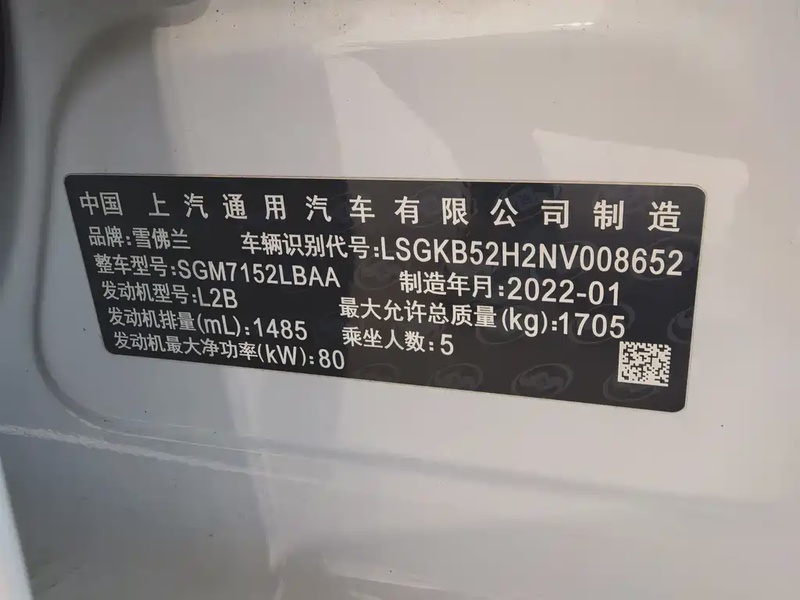 中国 上汽通用汽车有限公司制造
品牌:雪佛兰 车辆识别代号:LSGKB52H2NV008652
整车型号:SGM7152LBAA 制造年月:2022-01
发动机型号:L2B 最大允许总质量(kg):1705
发动机排量(mL):1485 乘坐人数:5
发动机最大净功率(kW):80